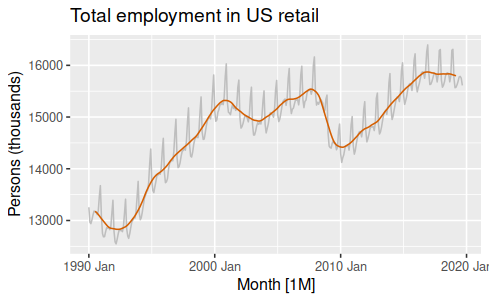 Total employment in US retail
Persons (thousands)
16000
15000
14000
13000
1990 Jan
2000 Jan
2010 Jan
2020 Jan
Month [1M]